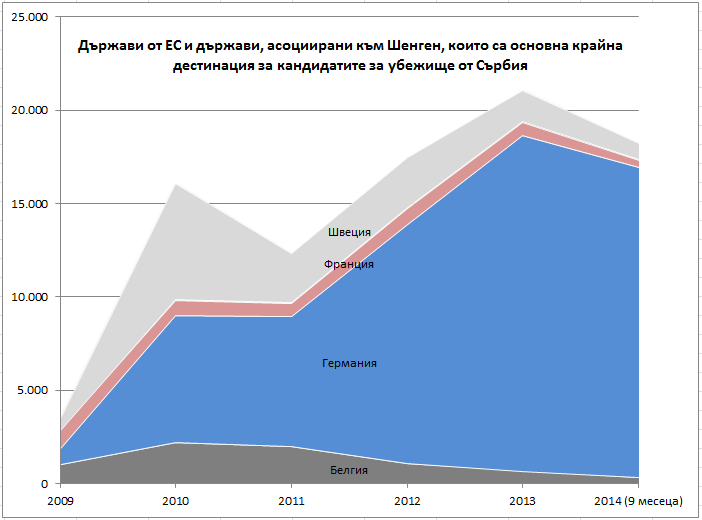 25.000
Държави от ЕС и държави, асоциирани към Шенген, които са основна крайна
дестинация за кандидатите за убежище от Сърбия
20.000
15.000
Швеция
Франция
10.000
Германия
5.000
Белгия
0
2009 2010 2011 2012 2013 2014 (9 месеца)